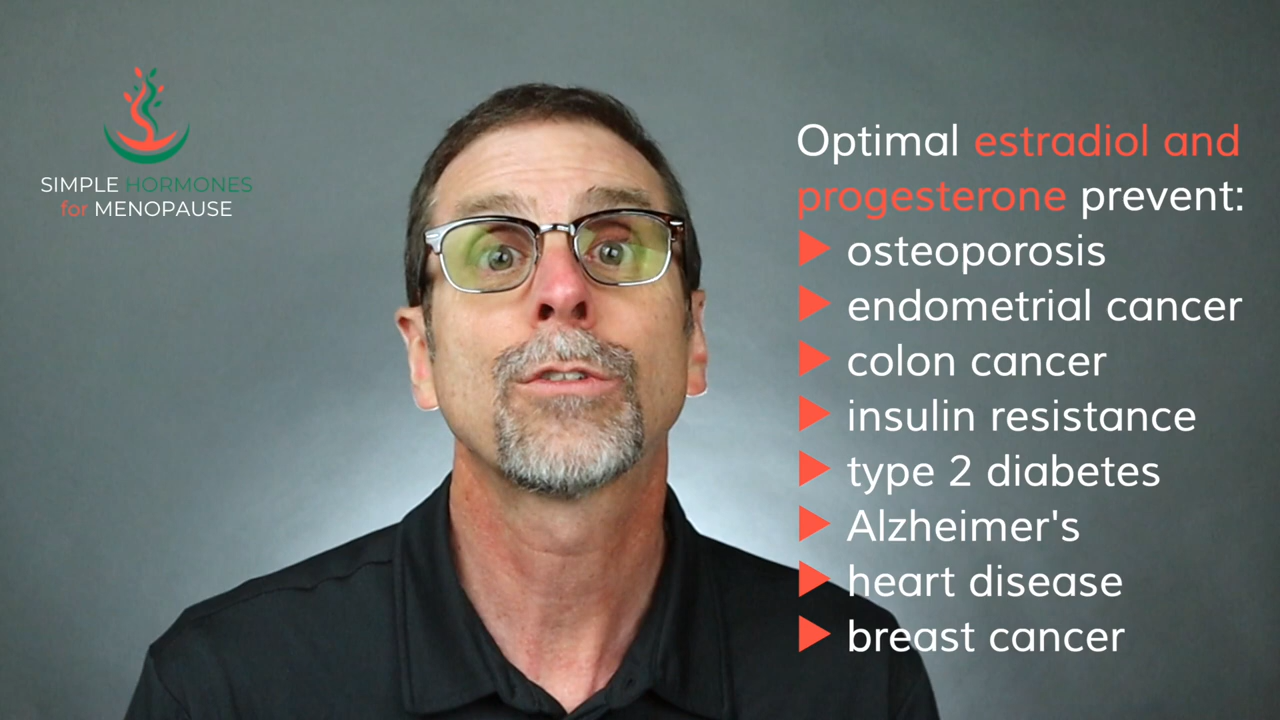 SIMPLE HORMONES
for MENOPAUSE
Optimal estradiol and
progesterone prevent:
osteoporosis
endometrial cancer
colon cancer
insulin resistance
type 2 diabetes
Alzheimer's
heart disease
breast cancer